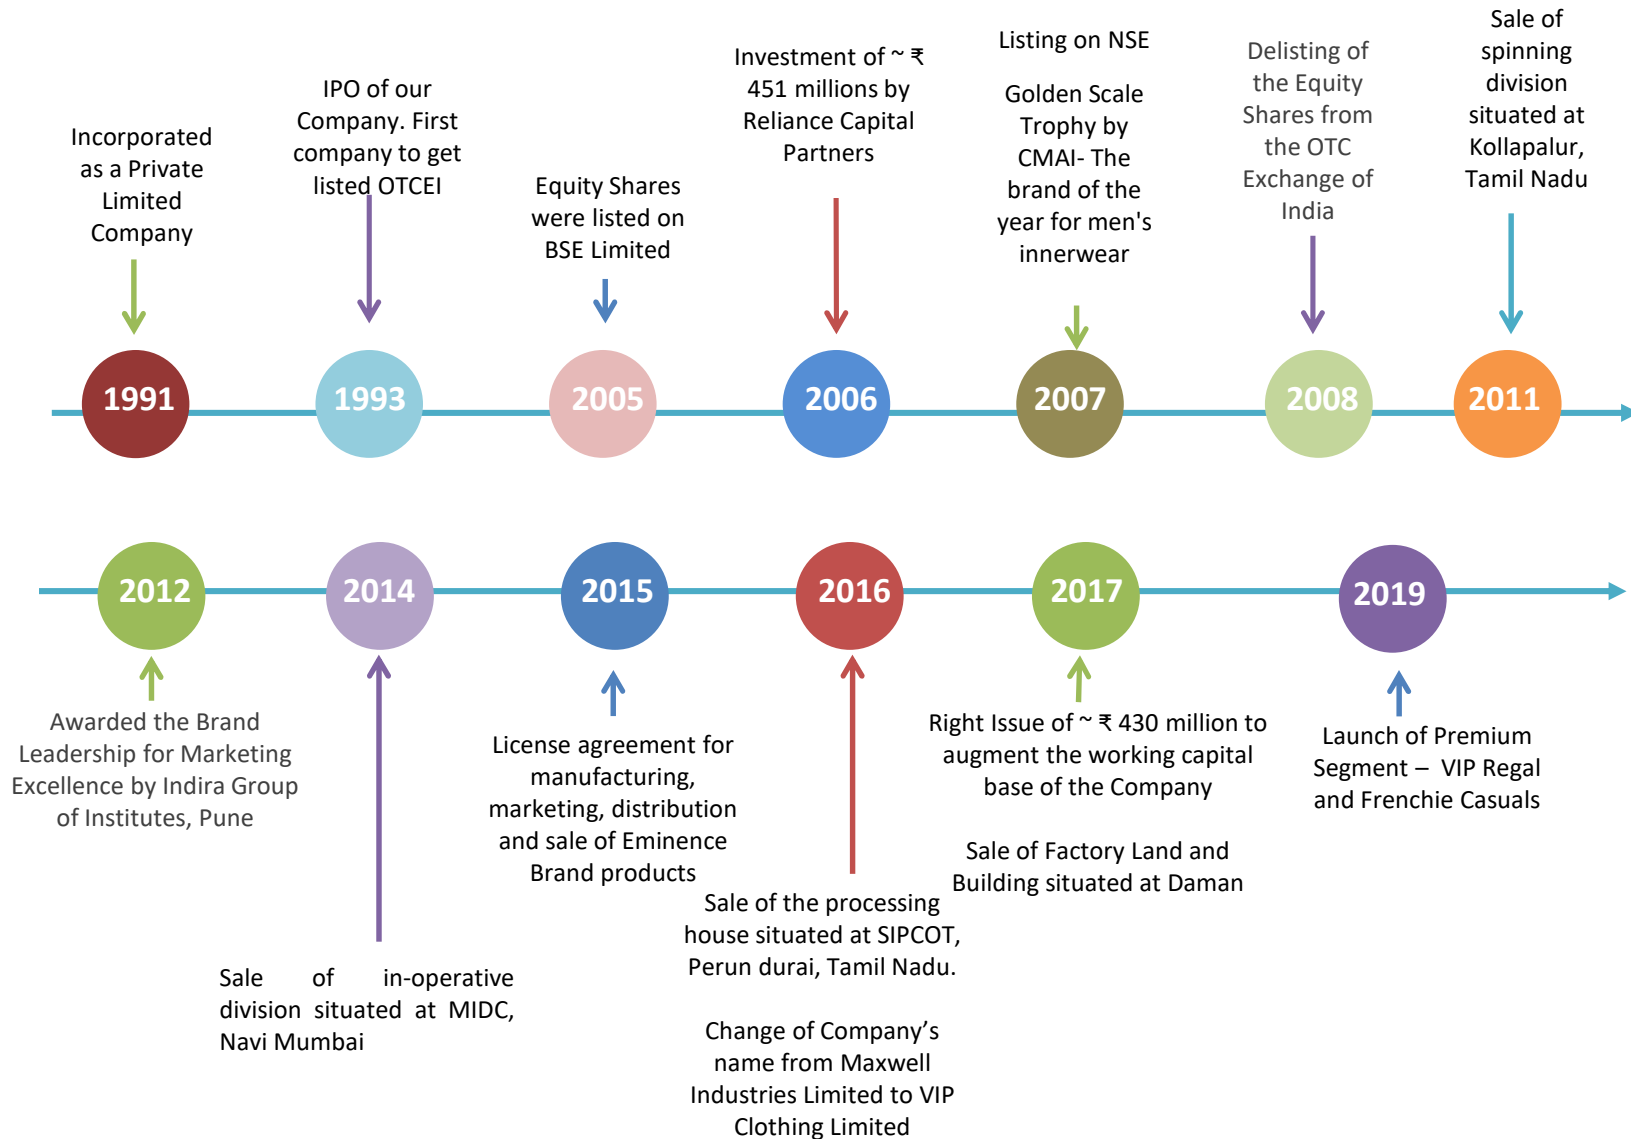 Incorporated
as a Private
Limited
Company
IPO of our
Company. First
company to get
listed OTCEI
Equity Shares
were listed on
BSE Limited
Investment of ~ ₹
451 millions by
Reliance Capital
Partners
Listing on NSE
Golden Scale
Trophy by
CMAI- The
brand of the
year for men's
innerwear
Delisting of
the Equity
Shares from
the OTC
Exchange of
India
Sale of
spinning
division
situated at
Kollapalur,
Tamil Nadu
1991
1993
2005
2006
2007
2008
2011
2012
2014
2015
2016
2017
2019
Awarded the Brand
Leadership for Marketing
Excellence by Indira Group
of Institutes, Pune
Sale of in-operative
division situated at MIDC,
Navi Mumbai
License agreement for
manufacturing,
marketing, distribution
and sale of Eminence
Brand products
Sale of the processing
house situated at SIPCOT,
Perun durai, Tamil Nadu.
Change of Company’s
name from Maxwell
Industries Limited to VIP
Clothing Limited
Right Issue of ~ ₹ 430 million to
augment the working capital
base of the Company
Sale of Factory Land and
Building situated at Daman
Launch of Premium
Segment – VIP Regal
and Frenchie Casuals